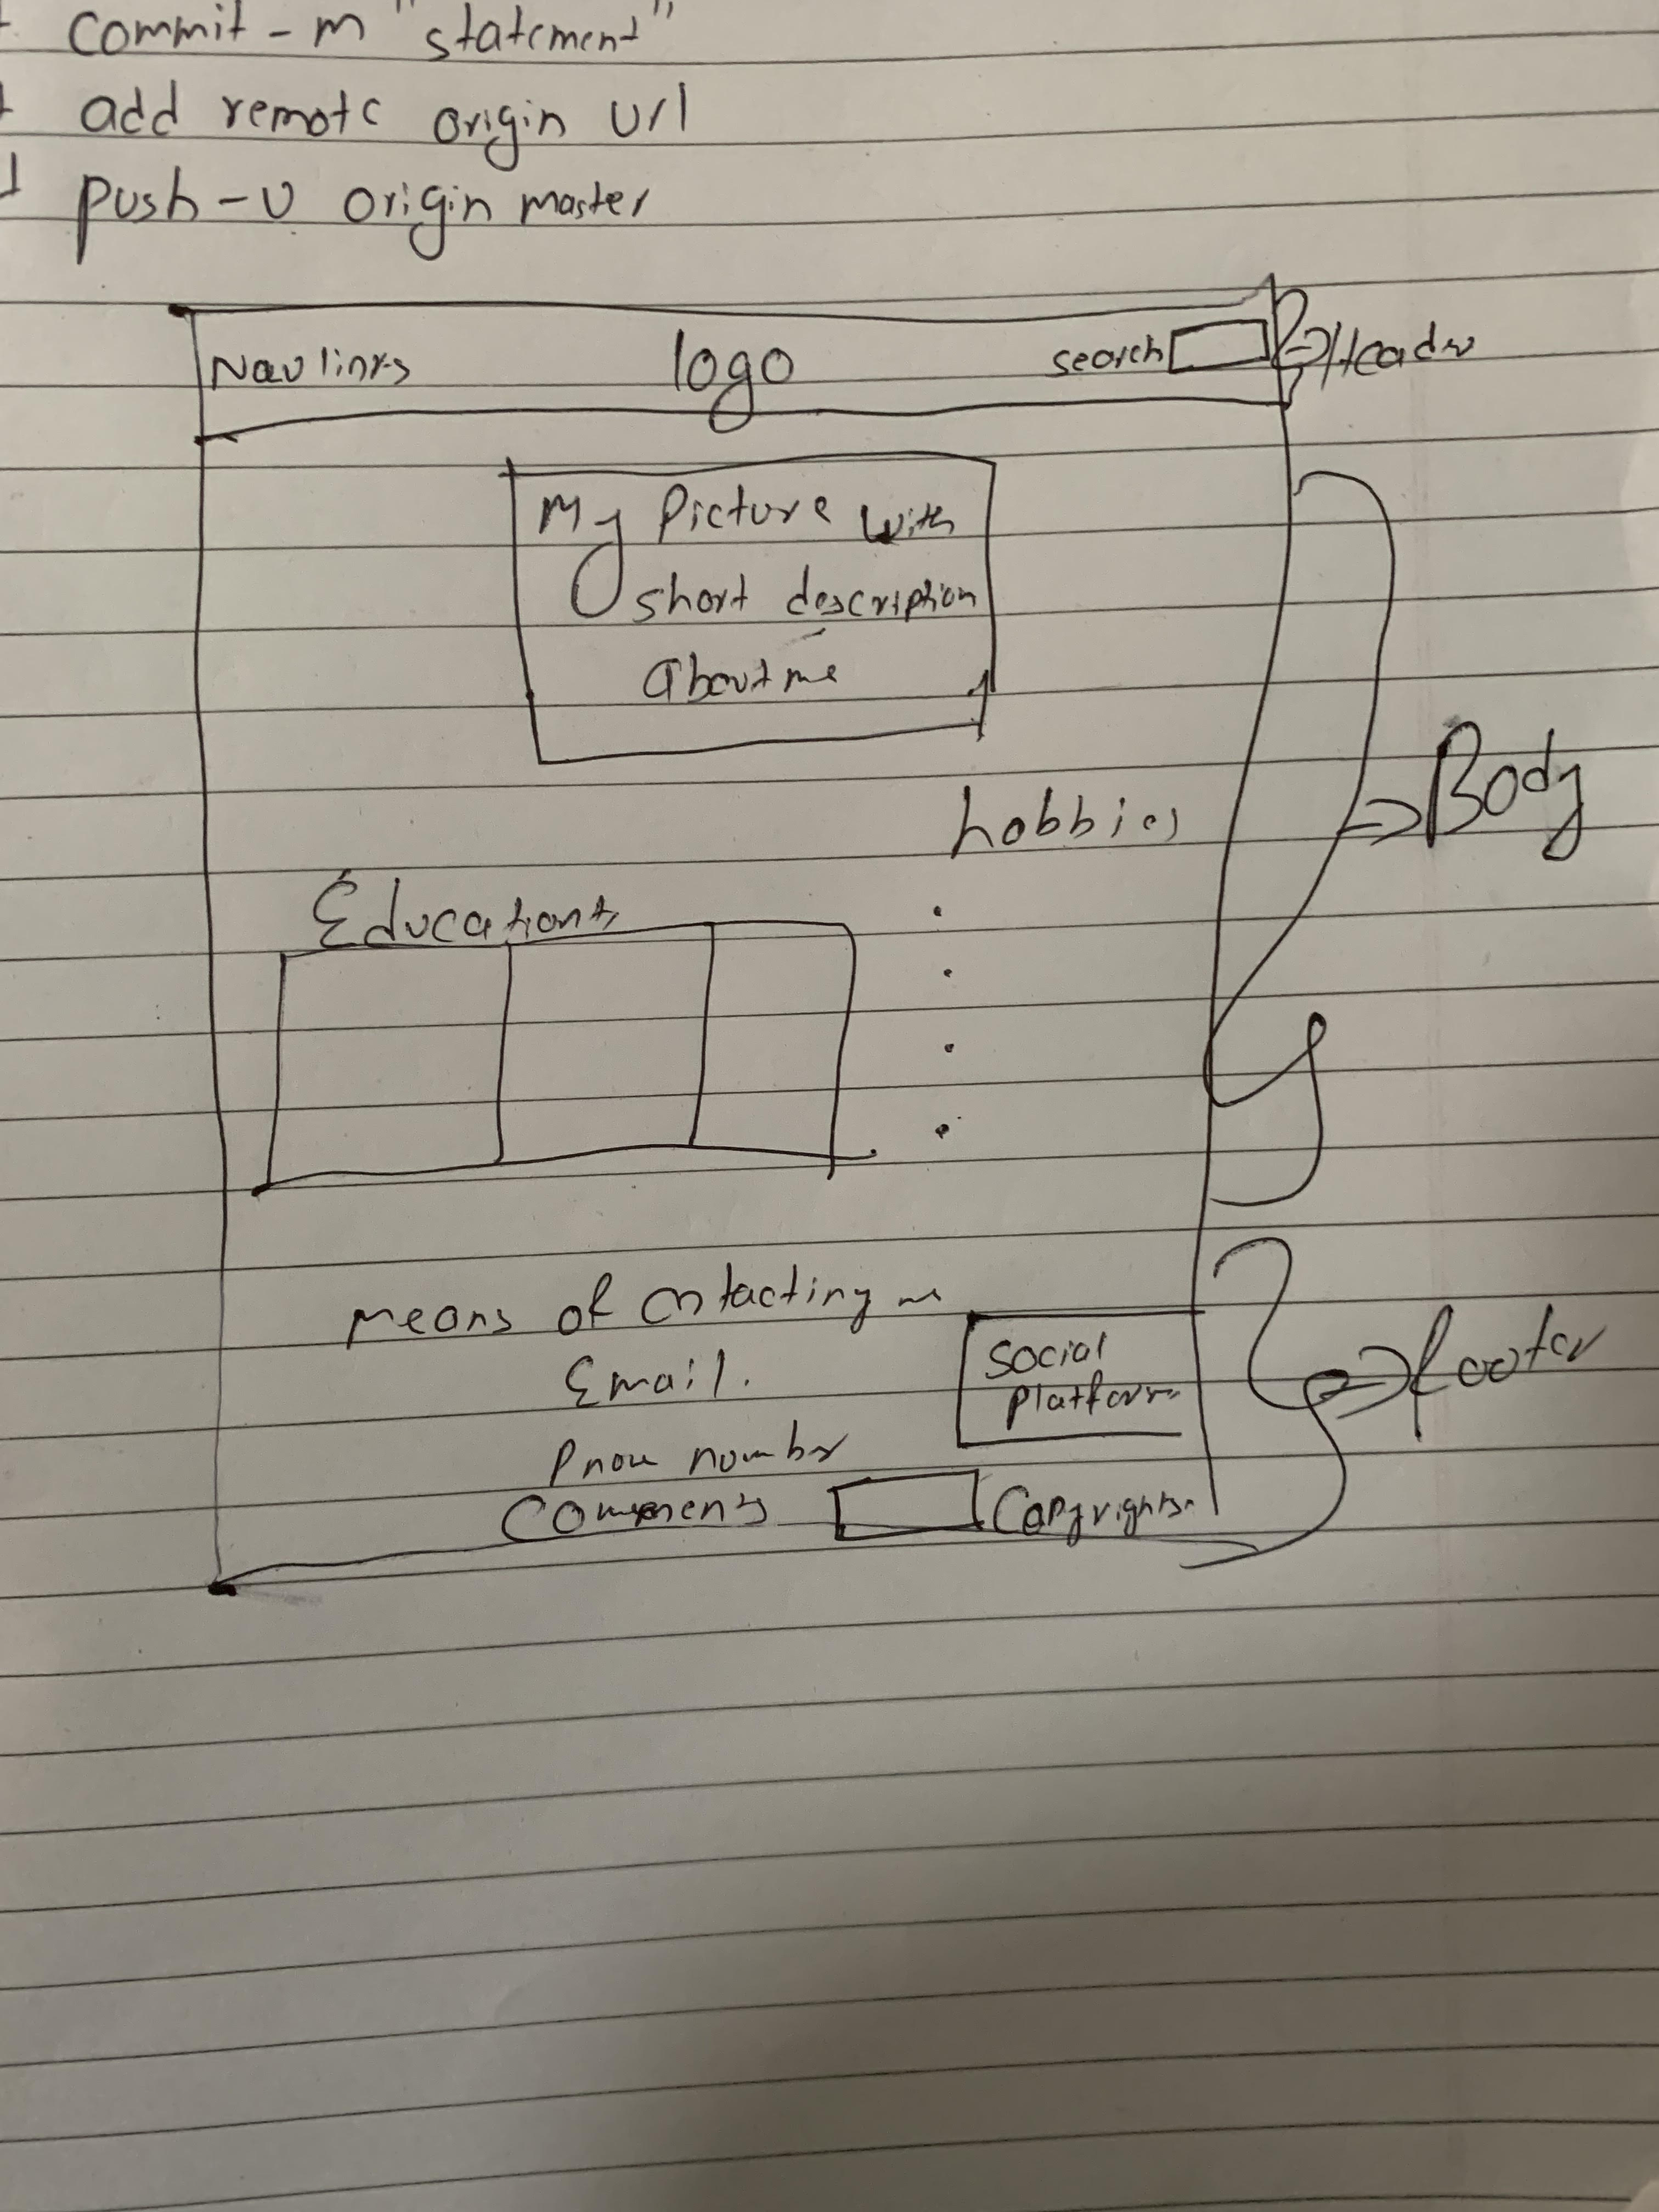 commit - m "statement"
add remote origin url
push - u origin master
Nav links logo search Header
My Picture with
short description
About me
Body
hobbies
Educations
means of contacting me
Email.
social
platform
footer
Phone number
Comments Copyrights.